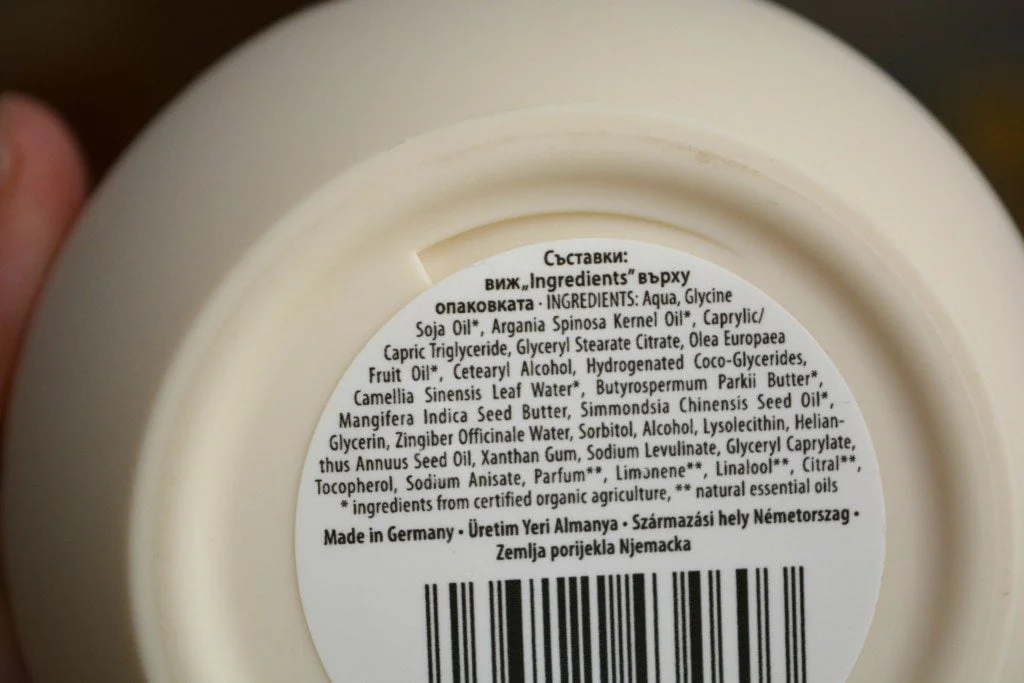 Съставки:
виж„Ingredients” върху
опаковката · INGREDIENTS: Aqua, Glycine
Soja Oil*, Argania Spinosa Kernel Oil*, Caprylic/
Capric Triglyceride, Glyceryl Stearate Citrate, Olea Europaea
Fruit Oil*, Cetearyl Alcohol, Hydrogenated Coco-Glycerides,
Camellia Sinensis Leaf Water*, Butyrospermum Parkii Butter*,
Mangifera Indica Seed Butter, Simmondsia Chinensis Seed Oil*,
Glycerin, Zingiber Officinale Water, Sorbitol, Alcohol, Lysolecithin, Helian-
thus Annuus Seed Oil, Xanthan Gum, Sodium Levulinate, Glyceryl Caprylate,
Tocopherol, Sodium Anisate, Parfum**, Limonene**, Linalool**, Citral**,
* ingredients from certified organic agriculture, ** natural essential oils
Made in Germany • Üretim Yeri Almanya • Származási hely Németorszag •
Zemlja porijekla Njemacka